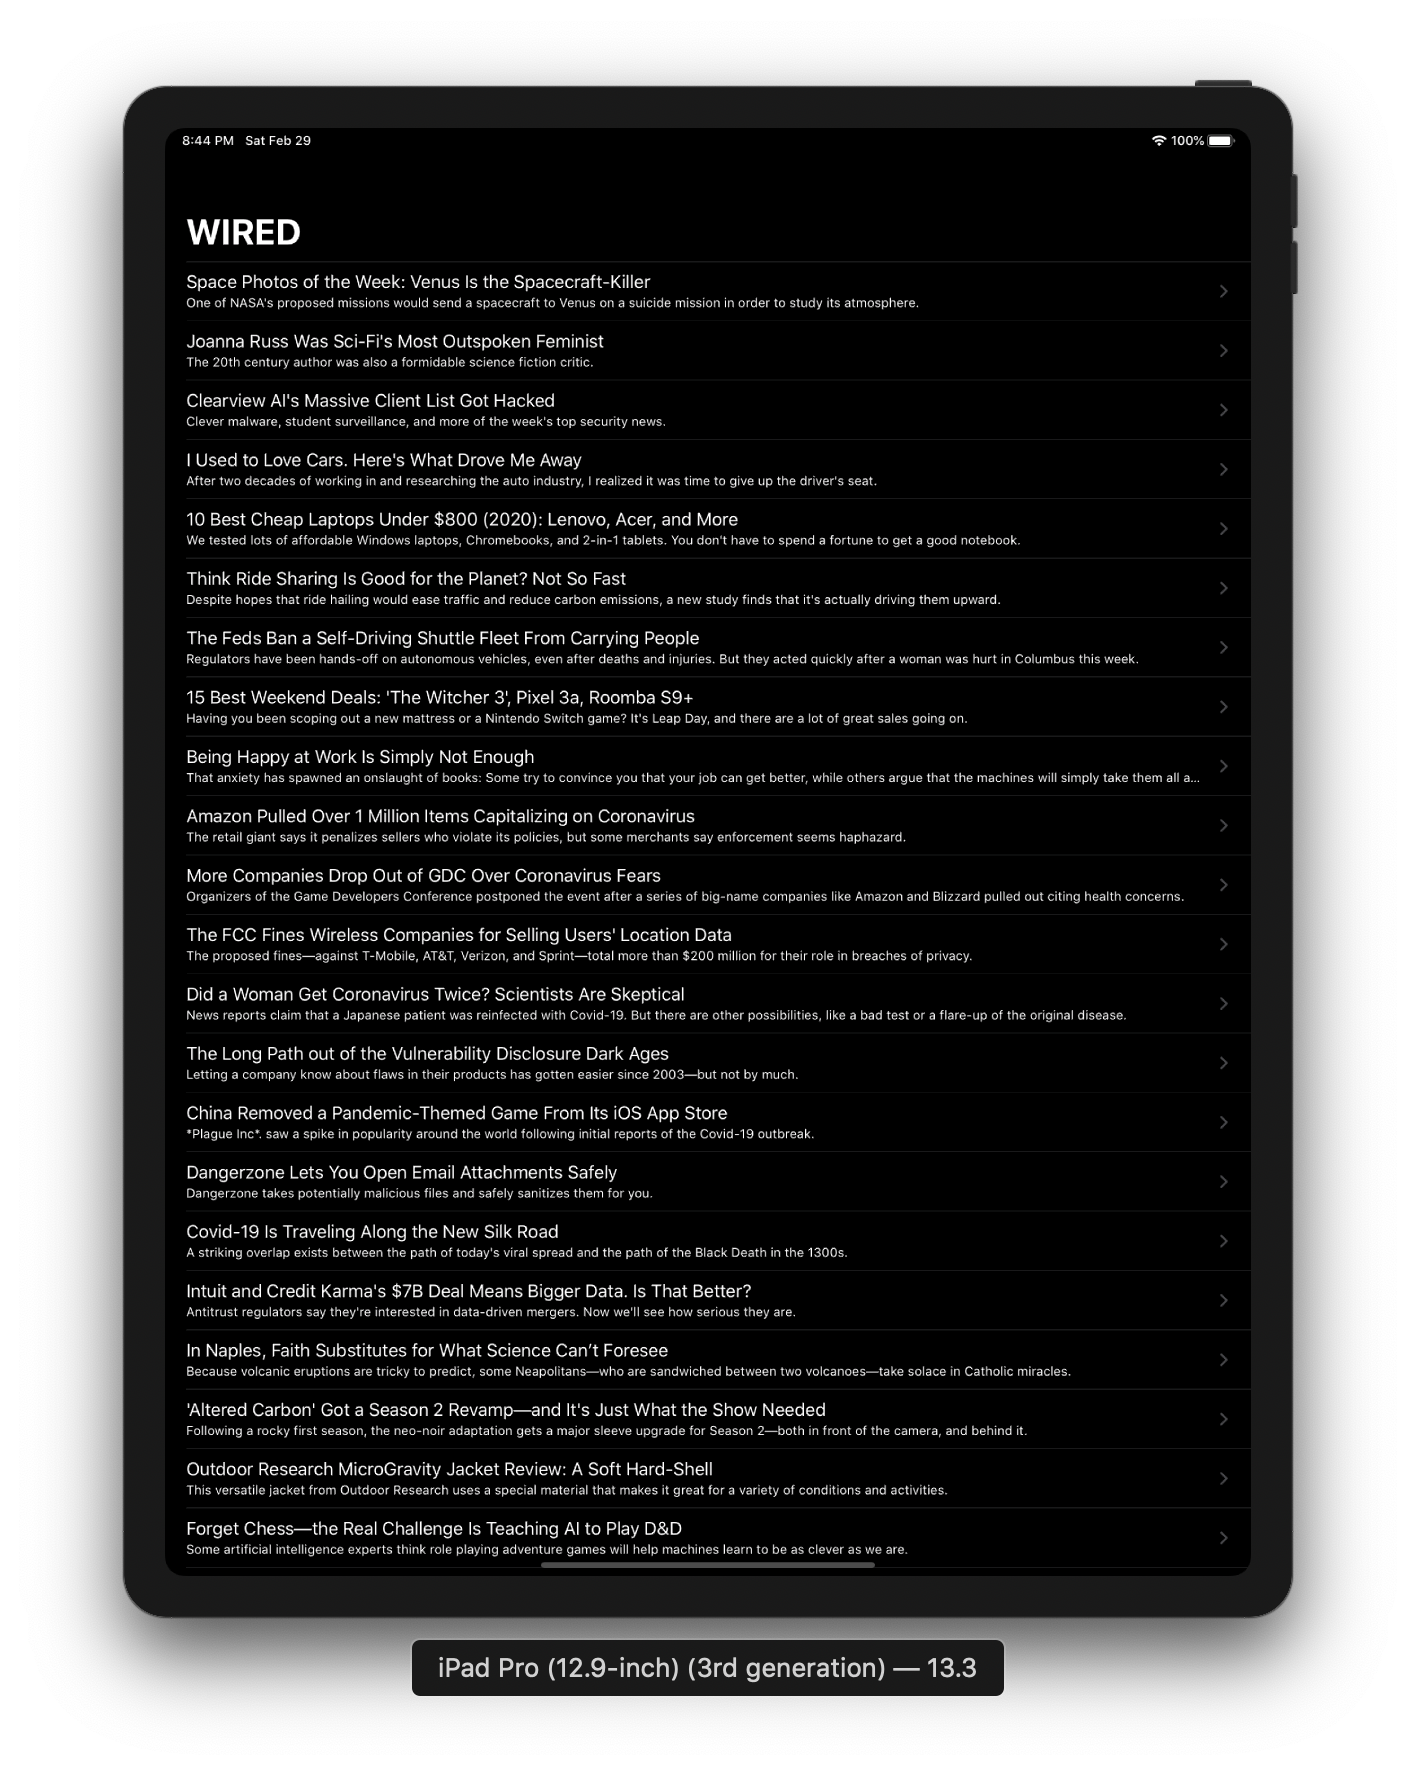 8:44 PM Sat Feb 29
100%
WIRED
Space Photos of the Week: Venus Is the Spacecraft-Killer
One of NASA's proposed missions would send a spacecraft to Venus on a suicide mission in order to study its atmosphere.
Joanna Russ Was Sci-Fi's Most Outspoken Feminist
The 20th century author was also a formidable science fiction critic.
Clearview AI's Massive Client List Got Hacked
Clever malware, student surveillance, and more of the week's top security news.
I Used to Love Cars. Here's What Drove Me Away
After two decades of working in and researching the auto industry, I realized it was time to give up the driver's seat.
10 Best Cheap Laptops Under $800 (2020): Lenovo, Acer, and More
We tested lots of affordable Windows laptops, Chromebooks, and 2-in-1 tablets. You don't have to spend a fortune to get a good notebook.
Think Ride Sharing Is Good for the Planet? Not So Fast
Despite hopes that ride hailing would ease traffic and reduce carbon emissions, a new study finds that it's actually driving them upward.
The Feds Ban a Self-Driving Shuttle Fleet From Carrying People
Regulators have been hands-off on autonomous vehicles, even after deaths and injuries. But they acted quickly after a woman was hurt in Columbus this week.
15 Best Weekend Deals: 'The Witcher 3', Pixel 3a, Roomba S9+
Having you been scoping out a new mattress or a Nintendo Switch game? It's Leap Day, and there are a lot of great sales going on.
Being Happy at Work Is Simply Not Enough
That anxiety has spawned an onslaught of books: Some try to convince you that your job can get better, while others argue that the machines will simply take them all a...
Amazon Pulled Over 1 Million Items Capitalizing on Coronavirus
The retail giant says it penalizes sellers who violate its policies, but some merchants say enforcement seems haphazard.
More Companies Drop Out of GDC Over Coronavirus Fears
Organizers of the Game Developers Conference postponed the event after a series of big-name companies like Amazon and Blizzard pulled out citing health concerns.
The FCC Fines Wireless Companies for Selling Users' Location Data
The proposed fines—against T-Mobile, AT&T, Verizon, and Sprint—total more than $200 million for their role in breaches of privacy.
Did a Woman Get Coronavirus Twice? Scientists Are Skeptical
News reports claim that a Japanese patient was reinfected with Covid-19. But there are other possibilities, like a bad test or a flare-up of the original disease.
The Long Path out of the Vulnerability Disclosure Dark Ages
Letting a company know about flaws in their products has gotten easier since 2003—but not by much.
China Removed a Pandemic-Themed Game From Its iOS App Store
*Plague Inc*. saw a spike in popularity around the world following initial reports of the Covid-19 outbreak.
Dangerzone Lets You Open Email Attachments Safely
Dangerzone takes potentially malicious files and safely sanitizes them for you.
Covid-19 Is Traveling Along the New Silk Road
A striking overlap exists between the path of today's viral spread and the path of the Black Death in the 1300s.
Intuit and Credit Karma's $7B Deal Means Bigger Data. Is That Better?
Antitrust regulators say they're interested in data-driven mergers. Now we'll see how serious they are.
In Naples, Faith Substitutes for What Science Can’t Foresee
Because volcanic eruptions are tricky to predict, some Neapolitans—who are sandwiched between two volcanoes—take solace in Catholic miracles.
'Altered Carbon' Got a Season 2 Revamp—and It's Just What the Show Needed
Following a rocky first season, the neo-noir adaptation gets a major sleeve upgrade for Season 2—both in front of the camera, and behind it.
Outdoor Research MicroGravity Jacket Review: A Soft Hard-Shell
This versatile jacket from Outdoor Research uses a special material that makes it great for a variety of conditions and activities.
Forget Chess—the Real Challenge Is Teaching AI to Play D&D
Some artificial intelligence experts think role playing adventure games will help machines learn to be as clever as we are.
iPad Pro (12.9-inch) (3rd generation) — 13.3